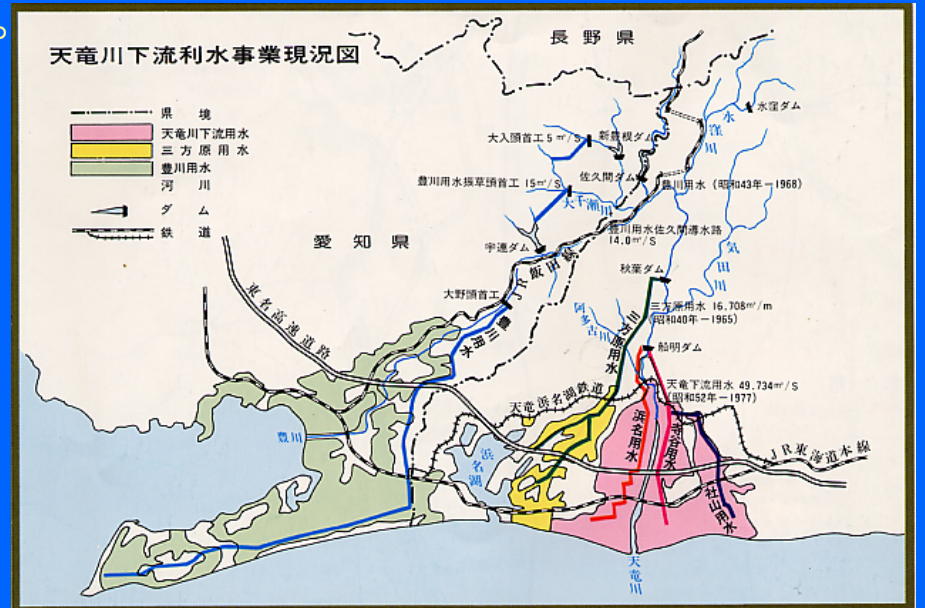 天竜川下流利水事業現況図
県境
天竜川下流用水
三方原用水
豊川用水
河川
ダム
鉄道
長野県
愛知県
水窪ダム
水窪川
大入頭首工 5㎥/S
新豊根ダム
佐久間ダム
豊川用水振草頭首工 15㎥/S
大千瀬川
豊川用水 (昭和43年−1968)
豊川用水佐久間導水路
14.0㎥/S
宇連ダム
JR飯田線
気田川
秋葉ダム
大野頭首工
豊川用水
阿多古川
三方原用水
三方原用水 16.708㎥/m
(昭和40年−1965)
船明ダム
東名高速道路
天竜浜名湖鉄道
天竜下流用水 49.734㎥/S
(昭和52年−1977)
豊川
浜名湖
浜名用水
寺谷用水
社山用水
JR東海道本線
天竜川